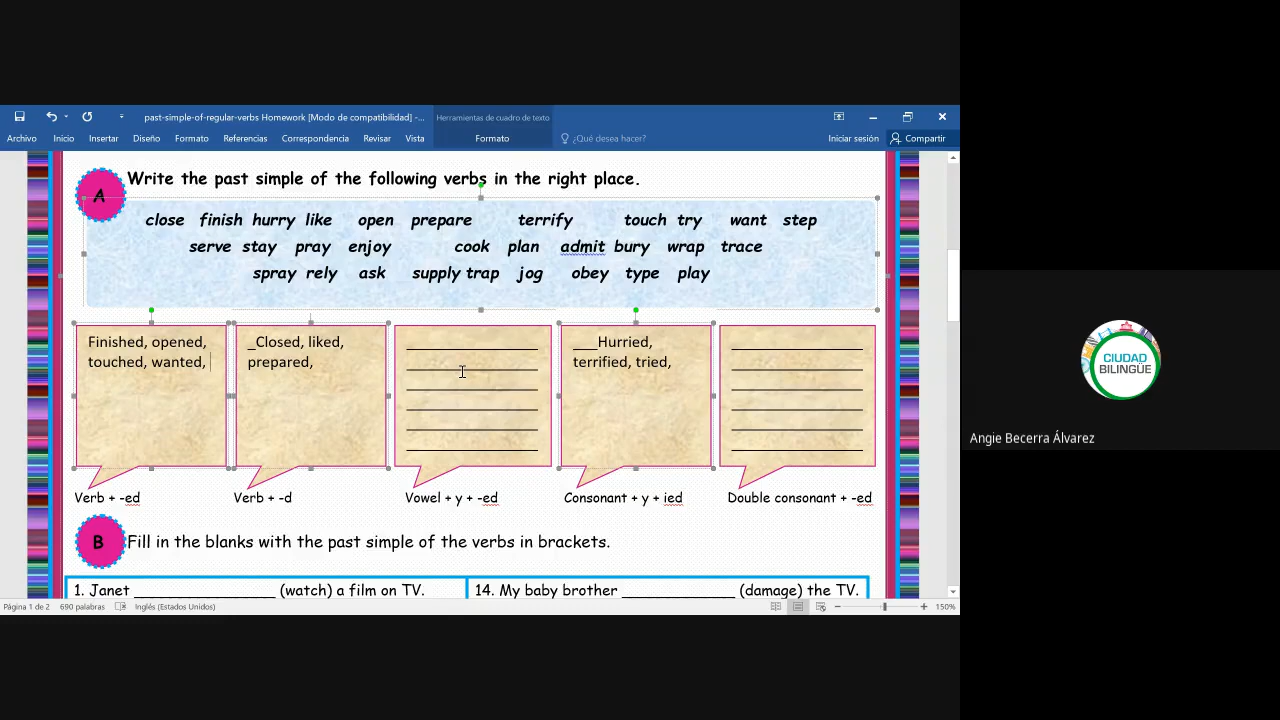 past-simple-of-regular-verbs Homework [Modo de compatibilidad] -...
Herramientas de cuadro de texto
Archivo Inicio Insertar Diseño Formato Referencias Correspondencia Revisar Vista Formato ¿Qué desea hacer? Iniciar sesión Compartir
A Write the past simple of the following verbs in the right place.
close finish hurry like open prepare terrify touch try want step
serve stay pray enjoy cook plan admit bury wrap trace
spray rely ask supply trap jog obey type play
Finished, opened,
touched, wanted,
_Closed, liked,
prepared,
___Hurried,
terrified, tried,
Verb + -ed
Verb + -d
Vowel + y + -ed
Consonant + y + ied
Double consonant + -ed
B Fill in the blanks with the past simple of the verbs in brackets.
1. Janet ________________ (watch) a film on TV.
14. My baby brother _____________ (damage) the TV.
Página 1 de 2 690 palabras Inglés (Estados Unidos) 150%
CIUDAD
BILINGÜE
Angie Becerra Álvarez